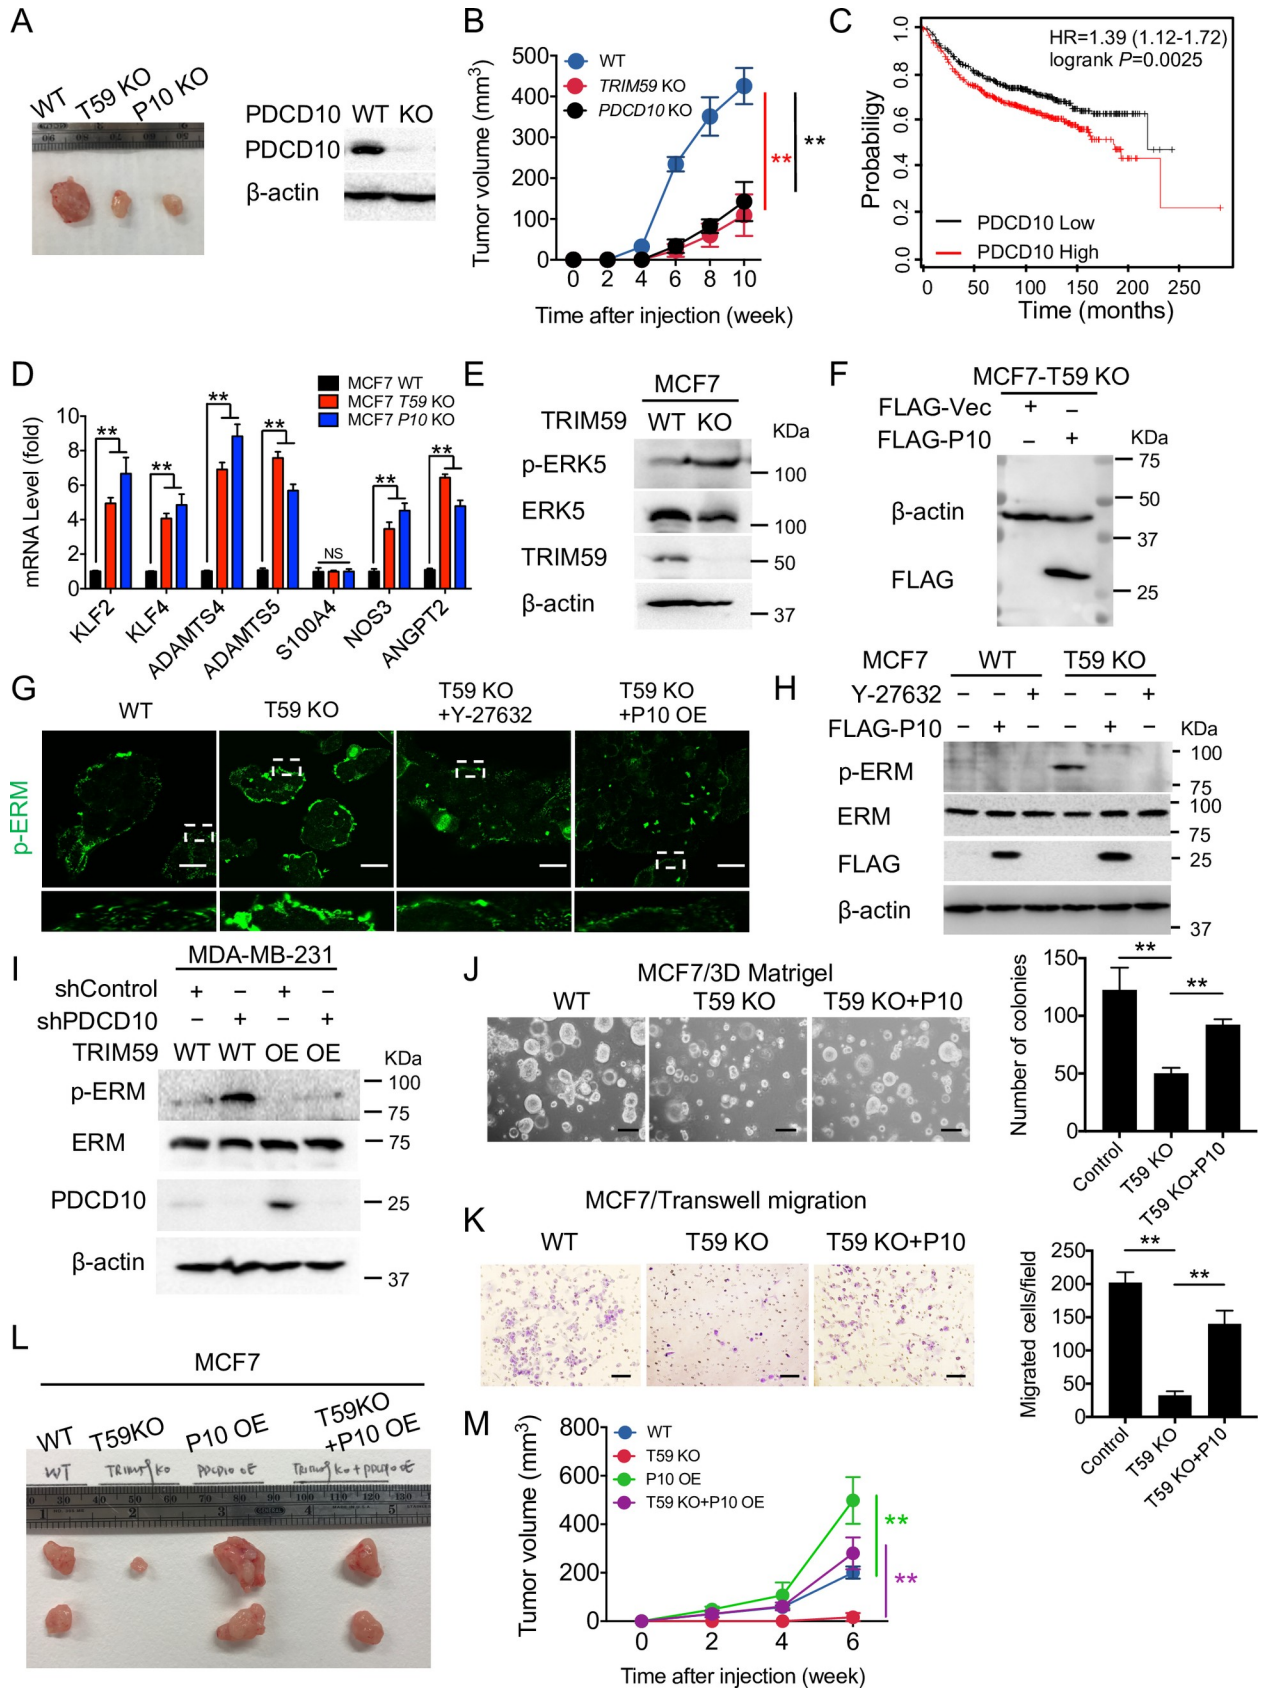 A
WT
T59 KO
P10 KO
PDCD10 WT KO
PDCD10
β-actin
B
Tumor volume (mm3)
500
400
300
200
100
0
0 2 4 6 8 10
Time after injection (week)
WT
TRIM59 KO
PDCD10 KO
**
**
C
Probabiligy
1.0
0.8
0.6
0.4
0.2
0.0
0 50 100 150 200 250
Time (months)
HR=1.39 (1.12-1.72)
logrank P=0.0025
PDCD10 Low
PDCD10 High
D
mRNA Level (fold)
10
8
6
4
2
0
MCF7 WT
MCF7 T59 KO
MCF7 P10 KO
** ** ** ** NS ** **
KLF2 KLF4 ADAMTS4 ADAMTS5 S100A4 NOS3 ANGPT2
E
MCF7
TRIM59 WT KO
KDa
p-ERK5
100
ERK5
100
TRIM59
50
β-actin
37
F
MCF7-T59 KO
FLAG-Vec + –
FLAG-P10 – +
KDa
75
50
β-actin
37
FLAG
25
G
WT
T59 KO
T59 KO
+Y-27632
T59 KO
+P10 OE
p-ERM
H
MCF7 WT T59 KO
Y-27632 – – + – – +
FLAG-P10 – + – – + –
KDa
100
p-ERM
75
100
ERM
75
FLAG
25
β-actin
37
I
MDA-MB-231
shControl + – + –
shPDCD10 – + – +
TRIM59 WT WT OE OE
KDa
100
p-ERM
75
ERM
75
PDCD10
25
β-actin
37
J
MCF7/3D Matrigel
WT T59 KO T59 KO+P10
Number of colonies
150
100
50
0
**
**
Control T59 KO T59 KO+P10
K
MCF7/Transwell migration
WT T59 KO T59 KO+P10
Migrated cells/field
250
200
150
100
50
0
**
**
Control T59 KO T59 KO+P10
L
MCF7
WT
T59KO
P10 OE
T59KO
+P10 OE
WT TRIM59 KO PDCD10 OE TRIM59 KO + PDCD10 OE
M
Tumor volume (mm3)
800
600
400
200
0
0 2 4 6
Time after injection (week)
WT
T59 KO
P10 OE
T59 KO+P10 OE
**
**